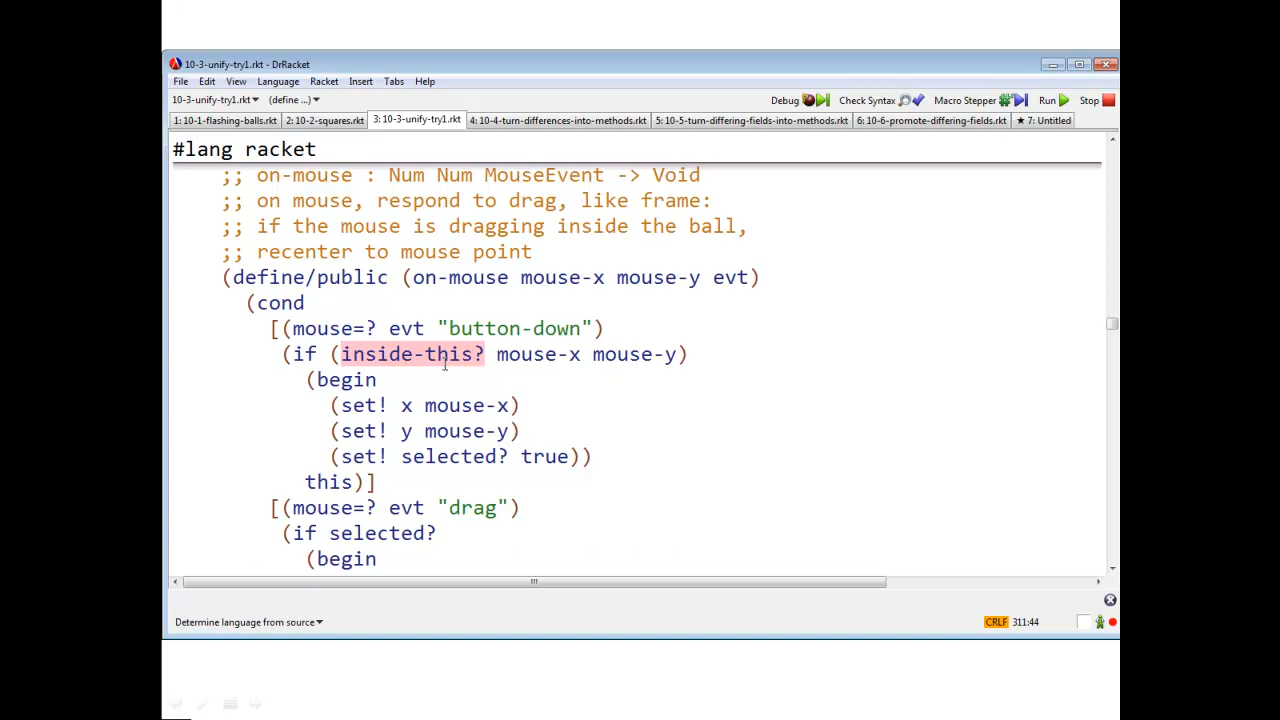 10-3-unify-try1.rkt - DrRacket
File Edit View Language Racket Insert Tabs Help
10-3-unify-try1.rkt▾ (define ...)▾ Debug Check Syntax Macro Stepper Run Stop
1: 10-1-flashing-balls.rkt 2: 10-2-squares.rkt 3: 10-3-unify-try1.rkt 4: 10-4-turn-differences-into-methods.rkt 5: 10-5-turn-differing-fields-into-methods.rkt 6: 10-6-promote-differing-fields.rkt ★ 7: Untitled
#lang racket
;; on-mouse : Num Num MouseEvent -> Void
;; on mouse, respond to drag, like frame:
;; if the mouse is dragging inside the ball,
;; recenter to mouse point
(define/public (on-mouse mouse-x mouse-y evt)
(cond
[(mouse=? evt "button-down")
(if (inside-this? mouse-x mouse-y)
(begin
(set! x mouse-x)
(set! y mouse-y)
(set! selected? true))
this)]
[(mouse=? evt "drag")
(if selected?
(begin
Determine language from source▾ CRLF 311:44